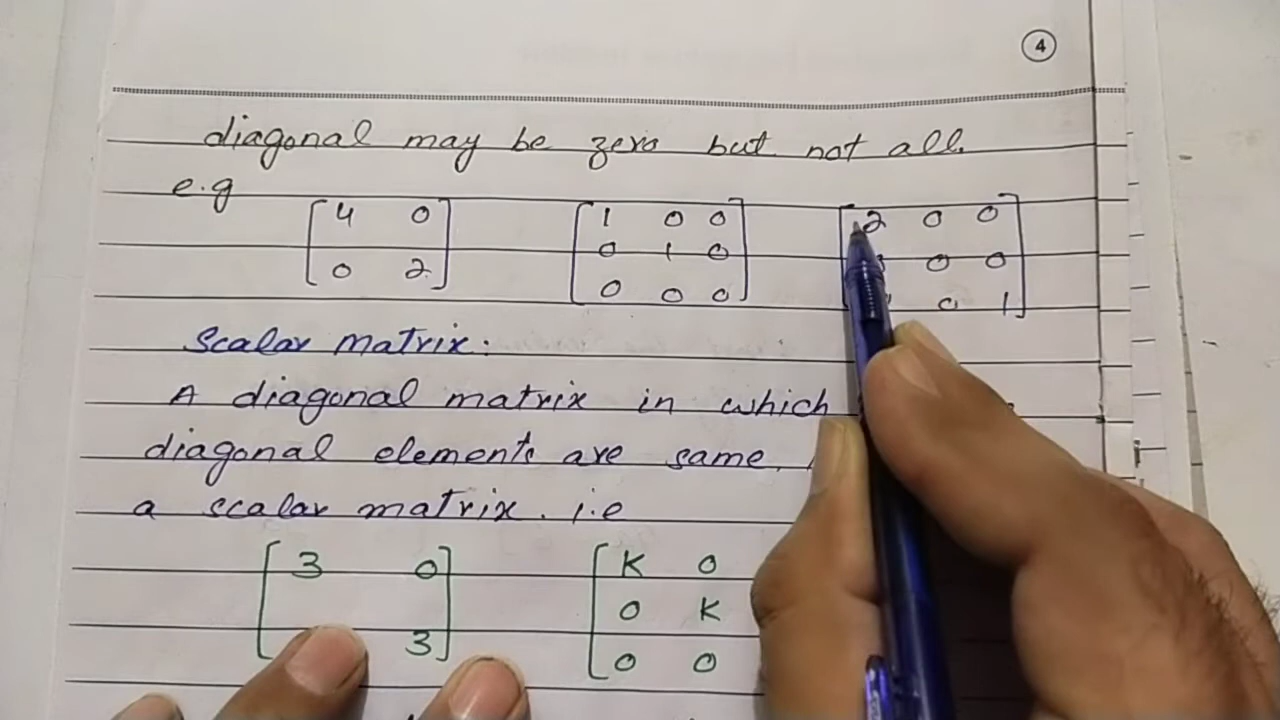 4
diagonal may be zero but not all.
e.g
[4 0] [1 0 0] [2 0 0]
[0 2] [0 1 0] [0 0]
[0 0 0] [0 1]
Scalar matrix:
A diagonal matrix in which
diagonal elements are same,
a scalar matrix. i.e
[3 0] [K 0
0 K
3] 0 0